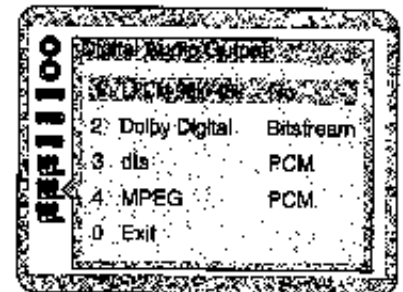 Digital Audio Output
2 Dolby Digital Bitstream
3 dts PCM
4 MPEG PCM
0 Exit